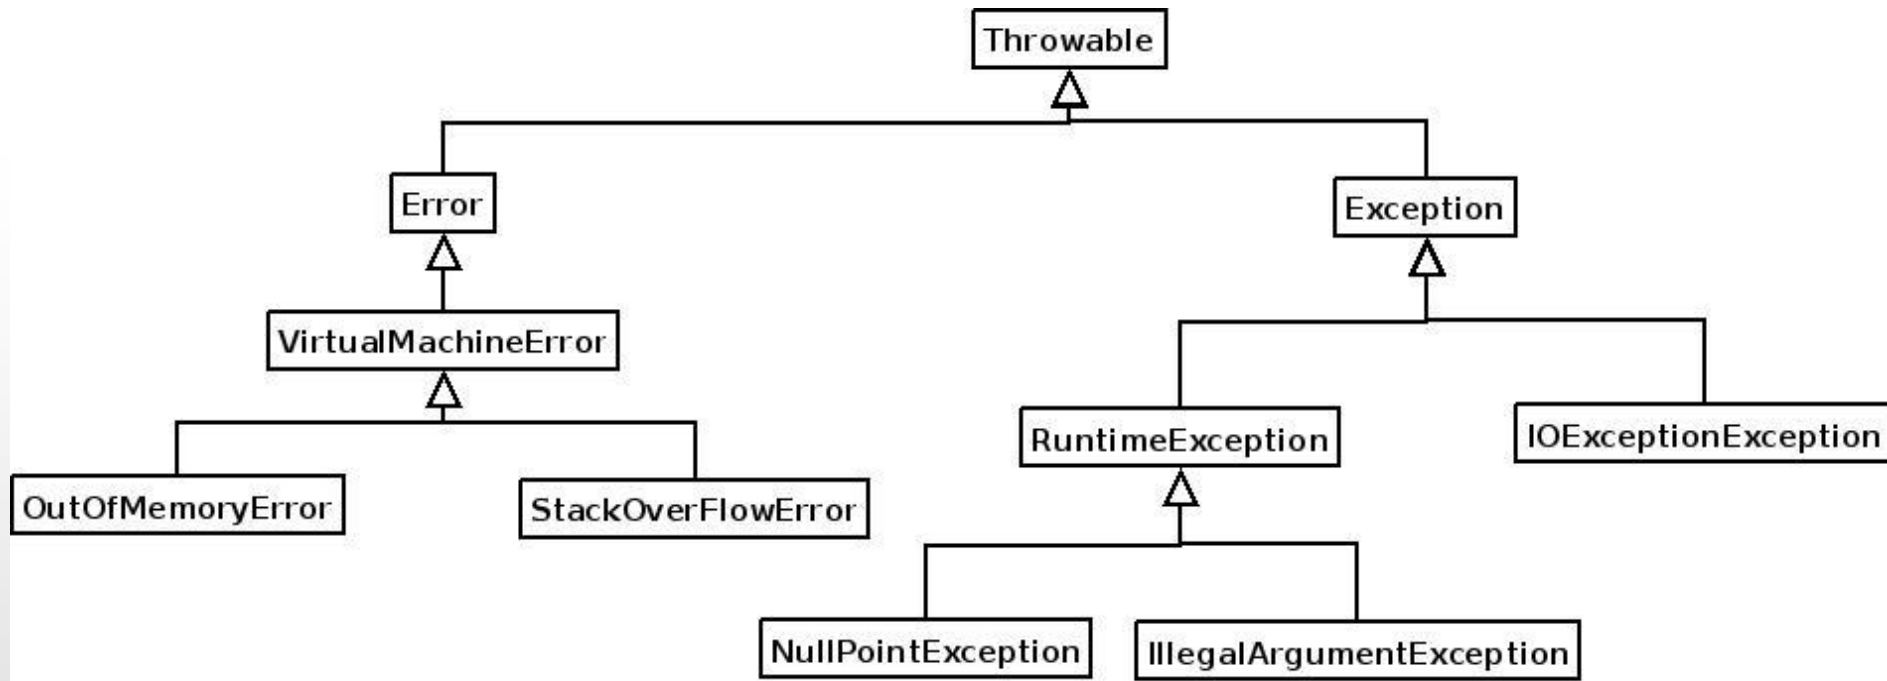 Throwable
Error
Exception
VirtualMachineError
RuntimeException
IOExceptionException
OutOfMemoryError
StackOverFlowError
NullPointException
IllegalArgumentException